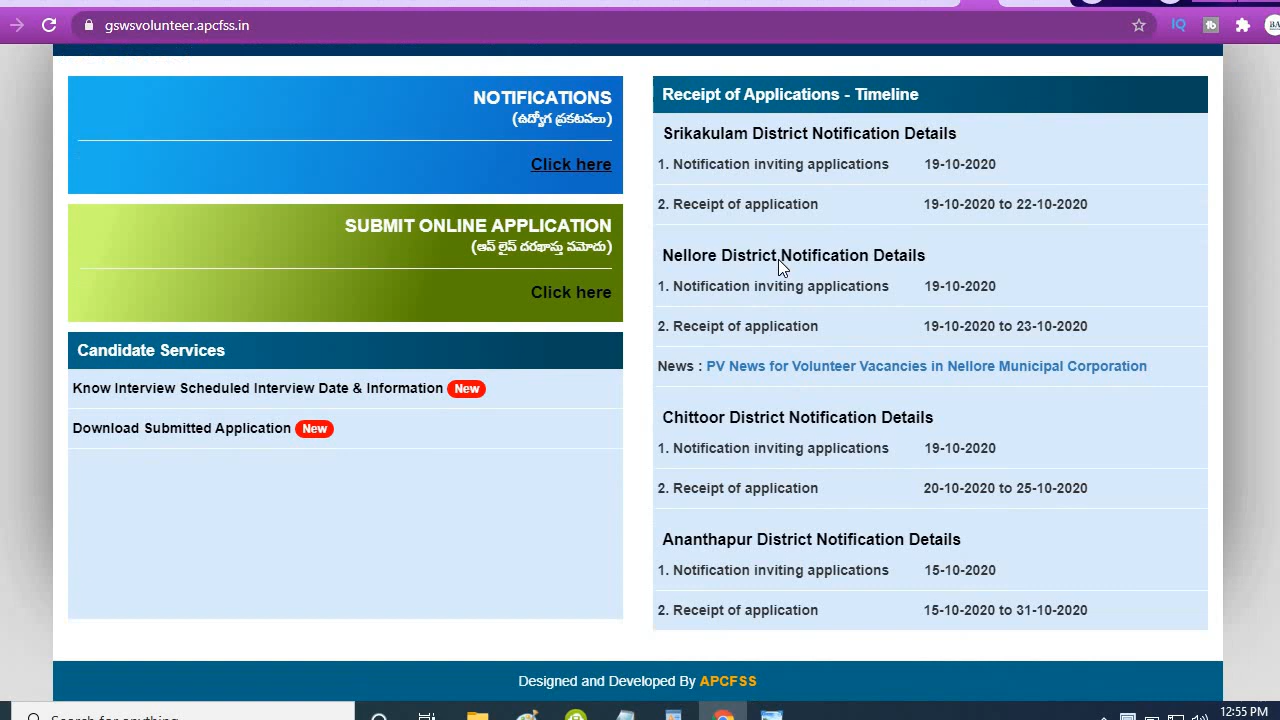 gswsvolunteer.apcfss.in
NOTIFICATIONS
(ఉద్యోగ ప్రకటనలు)
Click here
SUBMIT ONLINE APPLICATION
(ఆన్ లైన్ దరఖాస్తు నమోదు)
Click here
Candidate Services
Know Interview Scheduled Interview Date & Information New
Download Submitted Application New
Receipt of Applications - Timeline
Srikakulam District Notification Details
1. Notification inviting applications 19-10-2020
2. Receipt of application 19-10-2020 to 22-10-2020
Nellore District Notification Details
1. Notification inviting applications 19-10-2020
2. Receipt of application 19-10-2020 to 23-10-2020
News : PV News for Volunteer Vacancies in Nellore Municipal Corporation
Chittoor District Notification Details
1. Notification inviting applications 19-10-2020
2. Receipt of application 20-10-2020 to 25-10-2020
Ananthapur District Notification Details
1. Notification inviting applications 15-10-2020
2. Receipt of application 15-10-2020 to 31-10-2020
Designed and Developed By APCFSS
Search for anything
12:55 PM